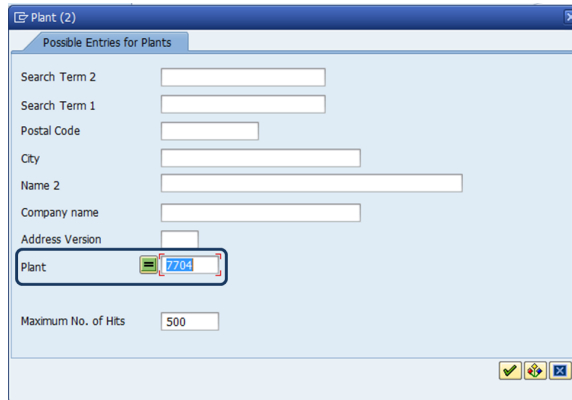 Plant (2)
Possible Entries for Plants
Search Term 2
Search Term 1
Postal Code
City
Name 2
Company name
Address Version
Plant 7704
Maximum No. of Hits 500